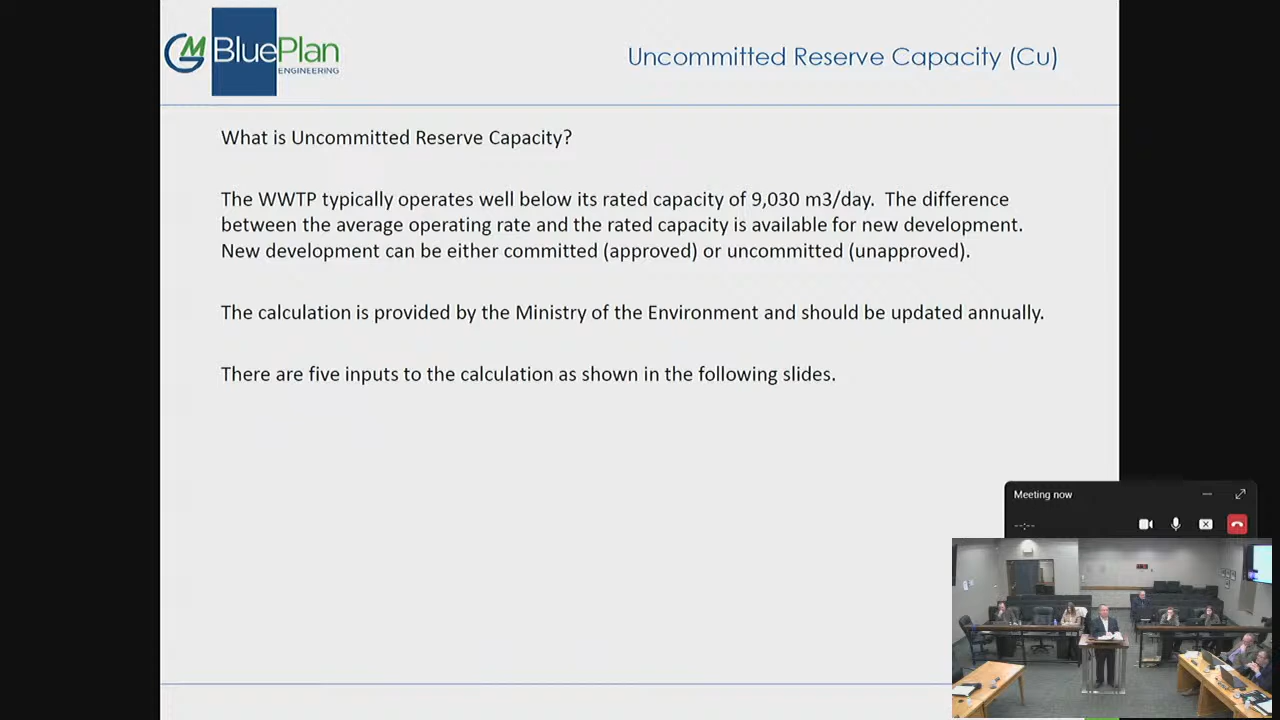 GM BluePlan
ENGINEERING
Uncommitted Reserve Capacity (Cu)
What is Uncommitted Reserve Capacity?
The WWTP typically operates well below its rated capacity of 9,030 m3/day. The difference
between the average operating rate and the rated capacity is available for new development.
New development can be either committed (approved) or uncommitted (unapproved).
The calculation is provided by the Ministry of the Environment and should be updated annually.
There are five inputs to the calculation as shown in the following slides.
Meeting now
--:--